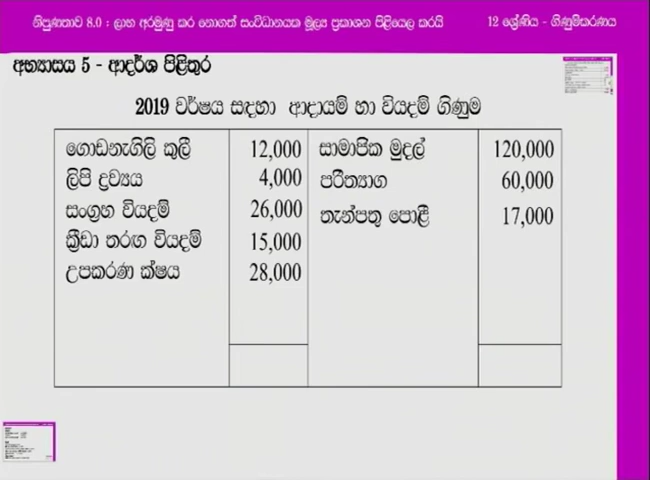 නිපුණතාව 8.0 : ලාභ අරමුණු කර නොගත් සංවිධානයක මූල්‍ය ප්‍රකාශන පිළියෙල කරයි
12 ශ්‍රේණිය - ගිණුම්කරණය
අභ්‍යාසය 5 - ආදර්ශ පිළිතුර
2019 වර්ෂය සඳහා ආදායම් හා වියදම් ගිණුම
ගොඩනැගිලි කුලී 12,000 සාමාජික මුදල් 120,000
ලිපි ද්‍රව්‍යය 4,000 පරිත්‍යාග 60,000
සංග්‍රහ වියදම් 26,000 තැන්පතු පොළී 17,000
ක්‍රීඩා තරඟ වියදම් 15,000
උපකරණ ක්ෂය 28,000